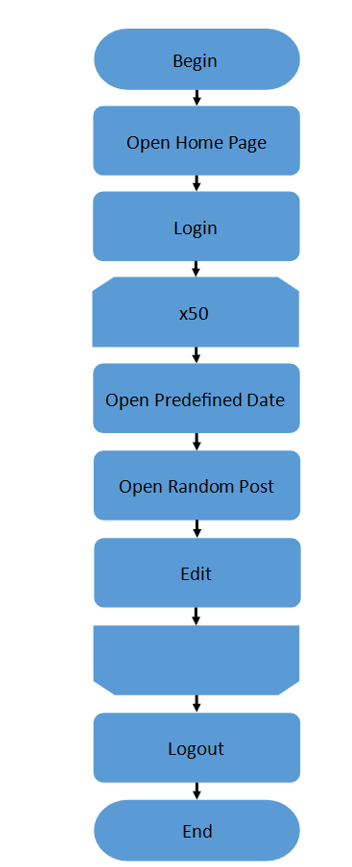 Begin
Open Home Page
Login
x50
Open Predefined Date
Open Random Post
Edit
Logout
End